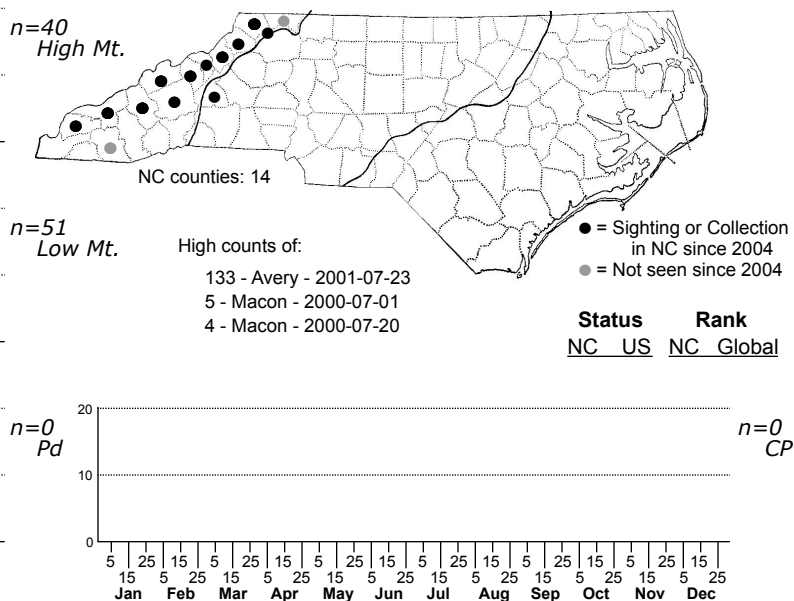 n=40
High Mt.
NC counties: 14
n=51
Low Mt.
High counts of:
133 - Avery - 2001-07-23
5 - Macon - 2000-07-01
4 - Macon - 2000-07-20
= Sighting or Collection
in NC since 2004
= Not seen since 2004
Status Rank
NC US NC Global
n=0
Pd
20
10
0
n=0
CP
5 25 15 5 25 15 5 25 15 5 25 15 5 25 15 5 25 15
15 5 25 15 5 25 15 5 25 15 5 25 15 5 25 15 5 25
Jan Feb Mar Apr May Jun Jul Aug Sep Oct Nov Dec